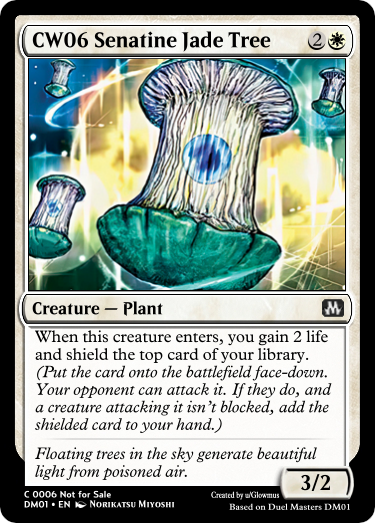 CW06 Senatine Jade Tree 2
Creature — Plant M
When this creature enters, you gain 2 life
and shield the top card of your library.
(Put the card onto the battlefield face-down.
Your opponent can attack it. If they do, and
a creature attacking it isn't blocked, add the
shielded card to your hand.)
Floating trees in the sky generate beautiful
light from poisoned air.
3/2
C 0006 Not for Sale
DM01 • EN Norikatsu Miyoshi
Created by u/Glowmus
Based on Duel Masters DM01